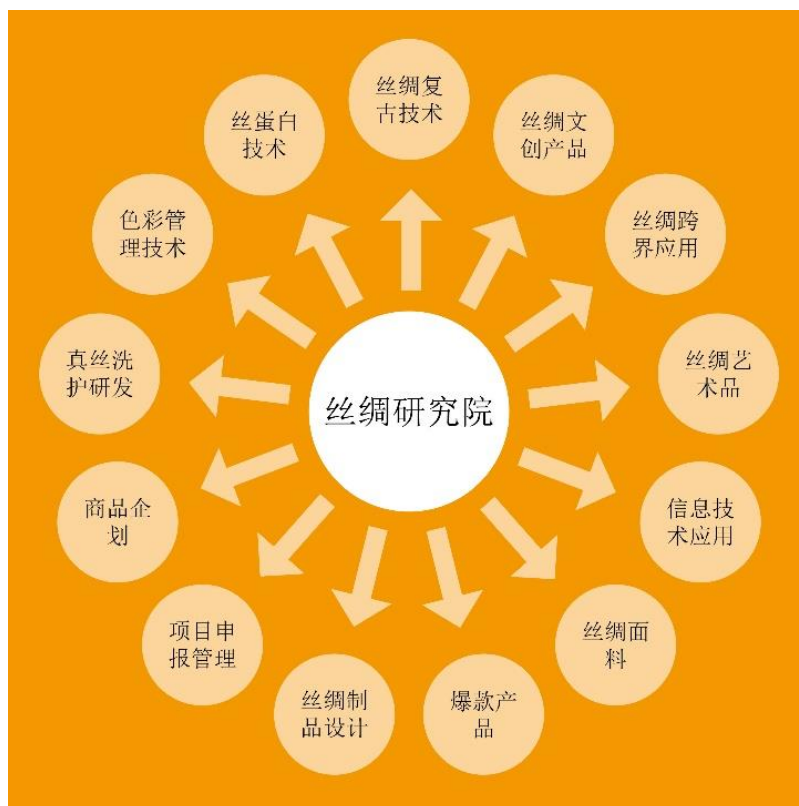 丝绸复
古技术
丝绸文
创产品
丝绸跨
界应用
丝绸艺
术品
信息技
术应用
丝绸面
料
爆款产
品
丝绸制
品设计
项目申
报管理
商品企
划
真丝洗
护研发
色彩管
理技术
丝蛋白
技术
丝绸研究院